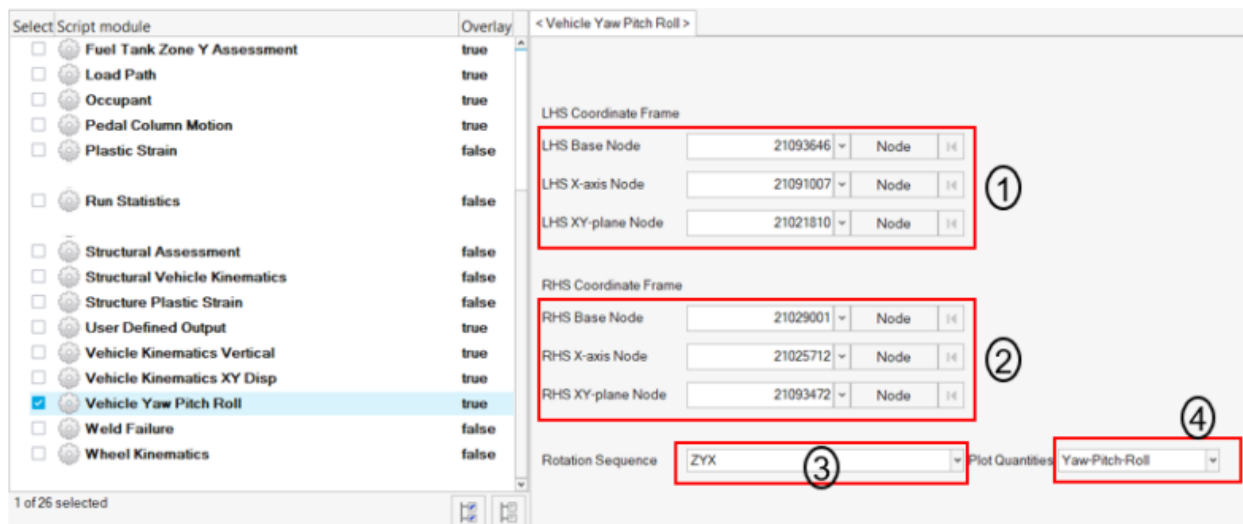 Select Script module Overlay
Fuel Tank Zone Y Assessment true
Load Path true
Occupant true
Pedal Column Motion true
Plastic Strain false
Run Statistics false
Structural Assessment false
Structural Vehicle Kinematics false
Structure Plastic Strain false
User Defined Output true
Vehicle Kinematics Vertical true
Vehicle Kinematics XY Disp true
Vehicle Yaw Pitch Roll true
Weld Failure false
Wheel Kinematics false
1 of 26 selected
< Vehicle Yaw Pitch Roll >
LHS Coordinate Frame
LHS Base Node 21093646 Node
LHS X-axis Node 21091007 Node
LHS XY-plane Node 21021810 Node
1
RHS Coordinate Frame
RHS Base Node 21029001 Node
RHS X-axis Node 21025712 Node
RHS XY-plane Node 21093472 Node
2
Rotation Sequence ZYX 3 Plot Quantities Yaw-Pitch-Roll
4